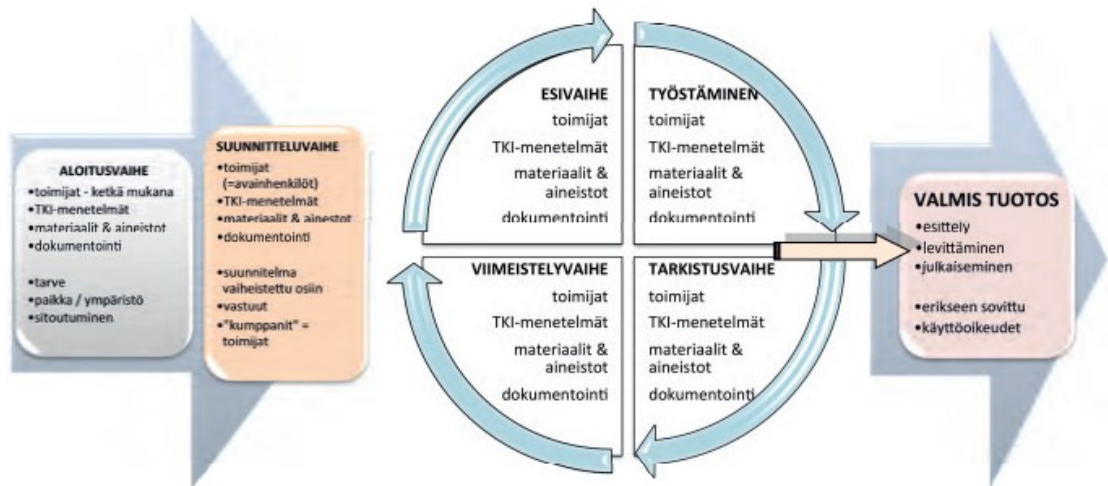 ALOITUSVAIHE
•toimijat - ketkä mukana
•TKI-menetelmät
•materiaalit & aineistot
•dokumentointi
•tarve
•paikka / ympäristö
•sitoutuminen
SUUNNITTELUVAIHE
•toimijat
(=avainhenkilöt)
•TKI-menetelmät
•materiaalit & ainestot
•dokumentointi
•suunnitelma
vaiheistettu osiin
•vastuut
•"kumppanit" =
toimijat
ESIVAIHE
toimijat
TKI-menetelmät
materiaalit &
aineistot
dokumentointi
TYÖSTÄMINEN
toimijat
TKI-menetelmät
materiaalit &
aineistot
dokumentointi
VIIMEISTELYVAIHE
toimijat
TKI-menetelmät
materiaalit &
aineistot
dokumentointi
TARKISTUSVAIHE
toimijat
TKI-menetelmät
materiaalit &
aineistot
dokumentointi
VALMIS TUOTOS
•esittely
•levittäminen
•julkaiseminen
•erikseen sovittu
•käyttöoikeudet